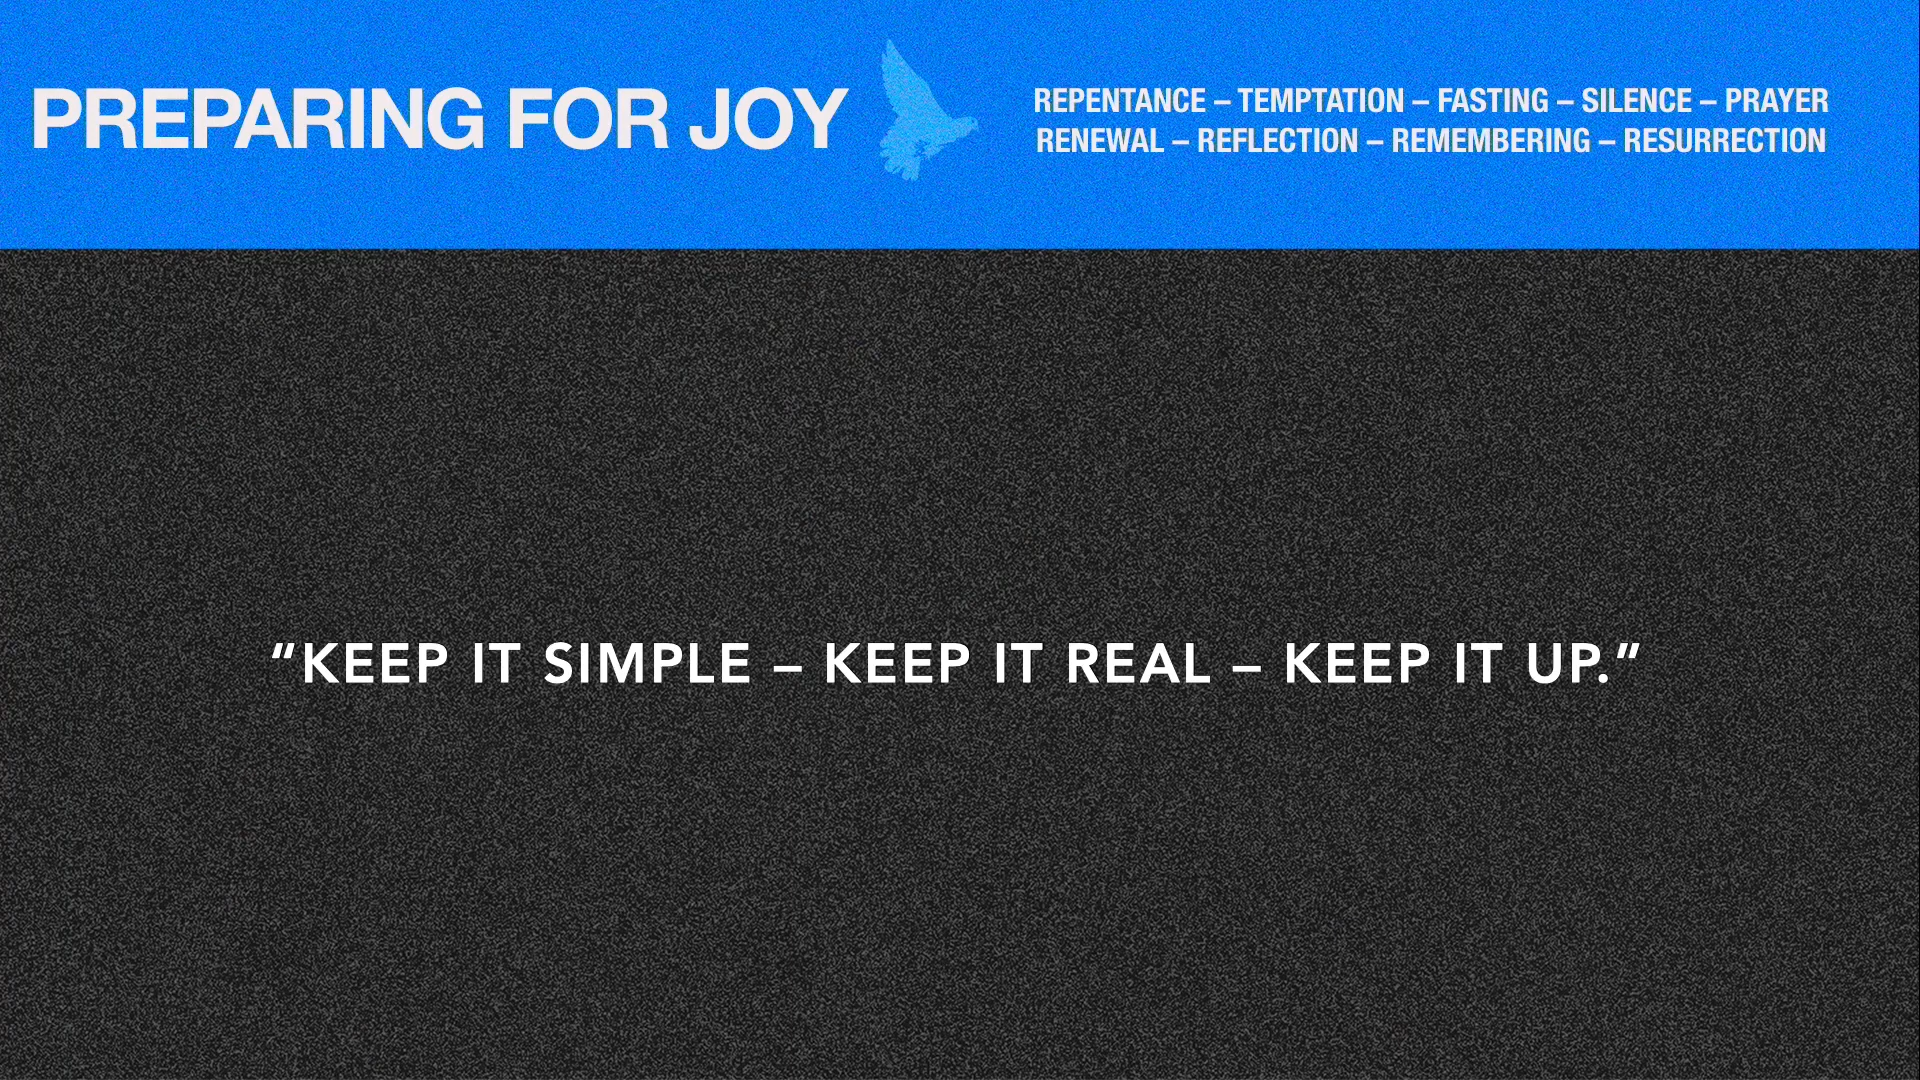 PREPARING FOR JOY
REPENTANCE – TEMPTATION – FASTING – SILENCE – PRAYER
RENEWAL – REFLECTION – REMEMBERING – RESURRECTION
“KEEP IT SIMPLE – KEEP IT REAL – KEEP IT UP.”